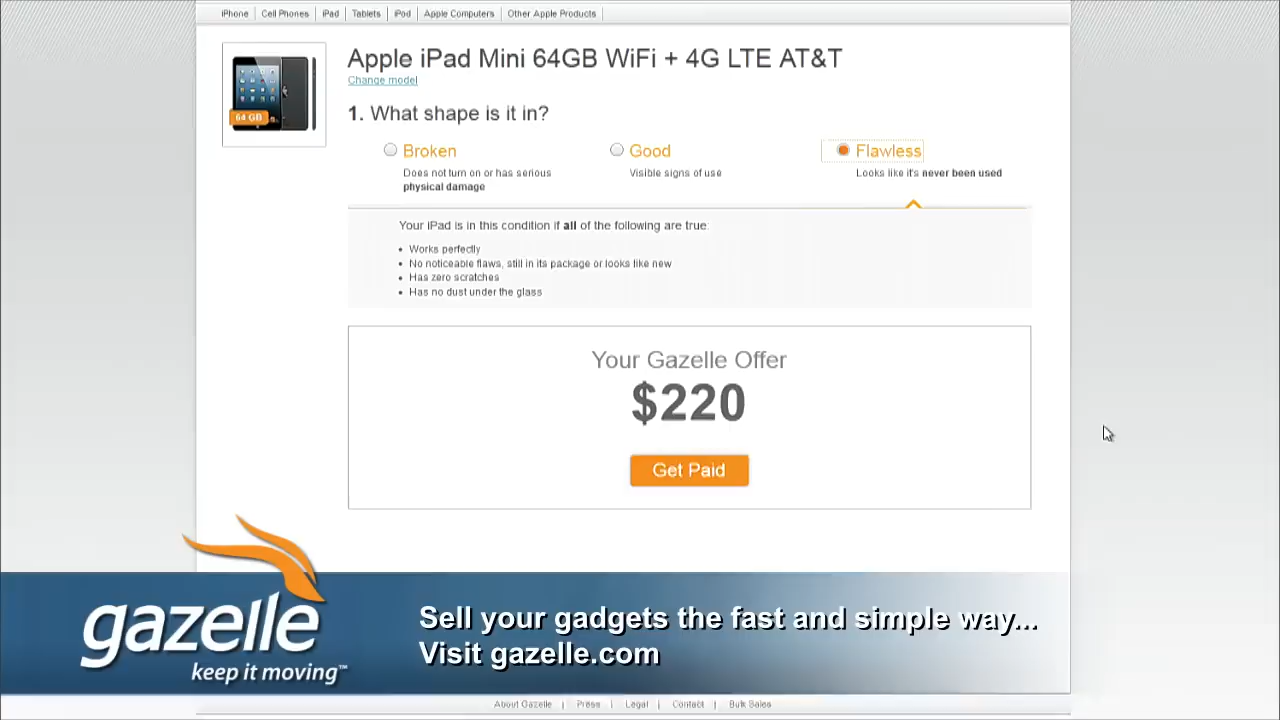 iPhone | Cell Phones | iPad | Tablets | iPod | Apple Computers | Other Apple Products
Apple iPad Mini 64GB WiFi + 4G LTE AT&T
Change model
64 GB
1. What shape is it in?
Broken
Does not turn on or has serious
physical damage
Good
Visible signs of use
Flawless
Looks like it's never been used
Your iPad is in this condition if all of the following are true:
• Works perfectly
• No noticeable flaws, still in its package or looks like new
• Has zero scratches
• Has no dust under the glass
Your Gazelle Offer
$220
Get Paid
gazelle
keep it moving™
Sell your gadgets the fast and simple way...
Visit gazelle.com
About Gazelle | Press | Legal | Contact | Bulk Sales